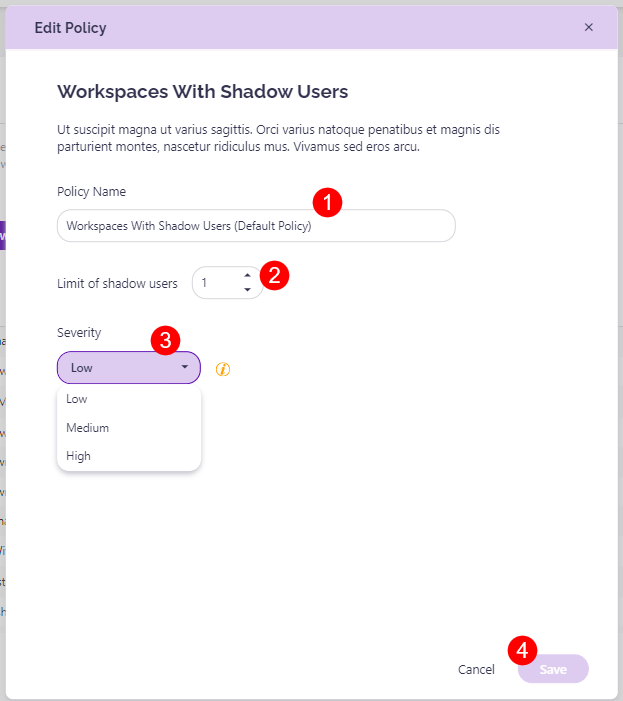 Edit Policy
Workspaces With Shadow Users
Ut suscipit magna ut varius sagittis. Orci varius natoque penatibus et magnis dis
parturient montes, nascetur ridiculus mus. Vivamus sed eros arcu.
Policy Name
1
Workspaces With Shadow Users (Default Policy)
Limit of shadow users 1 2
Severity
3
Low
Low
Medium
High
4
Cancel Save